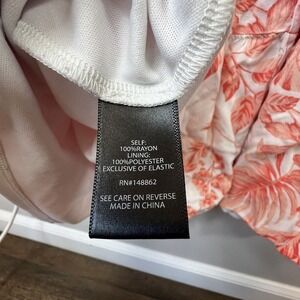 SELF:
100%RAYON
LINING:
100%POLYESTER
EXCLUSIVE OF ELASTIC
RN#148862
SEE CARE ON REVERSE
MADE IN CHINA